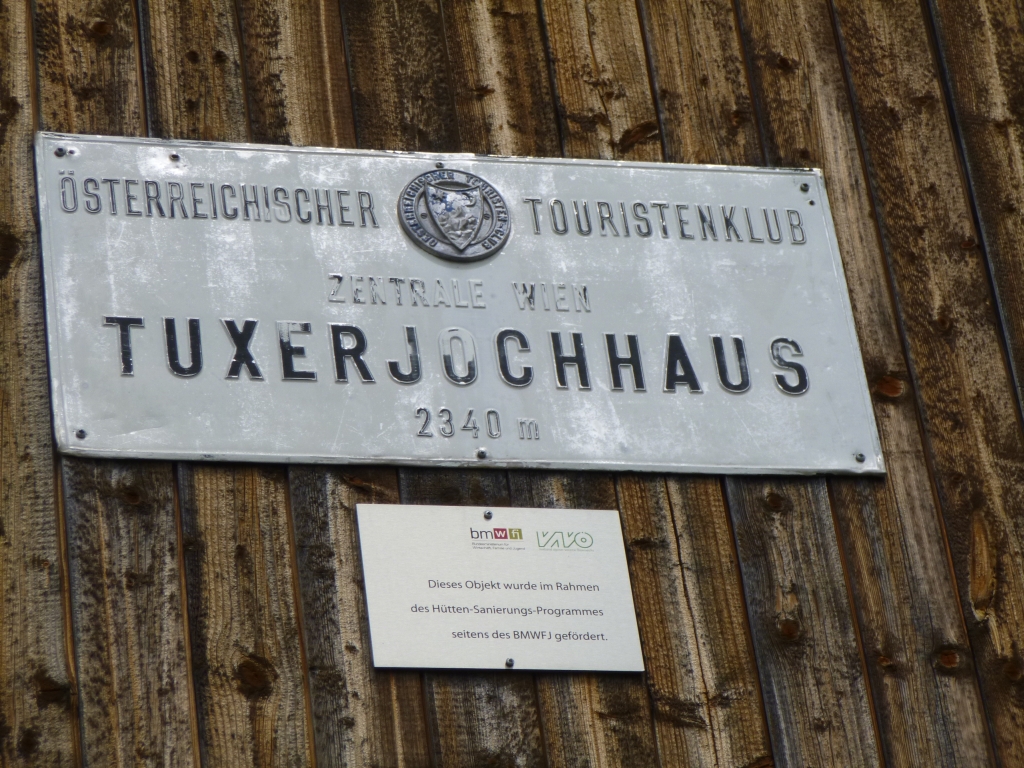 ÖSTERREICHISCHER TOURISTENKLUB
ZENTRALE WIEN
TUXERJOCHHAUS
2340 m
bmwfj VAVÖ
Dieses Objekt wurde im Rahmen
des Hütten-Sanierungs-Programmes
seitens des BMWFJ gefördert.